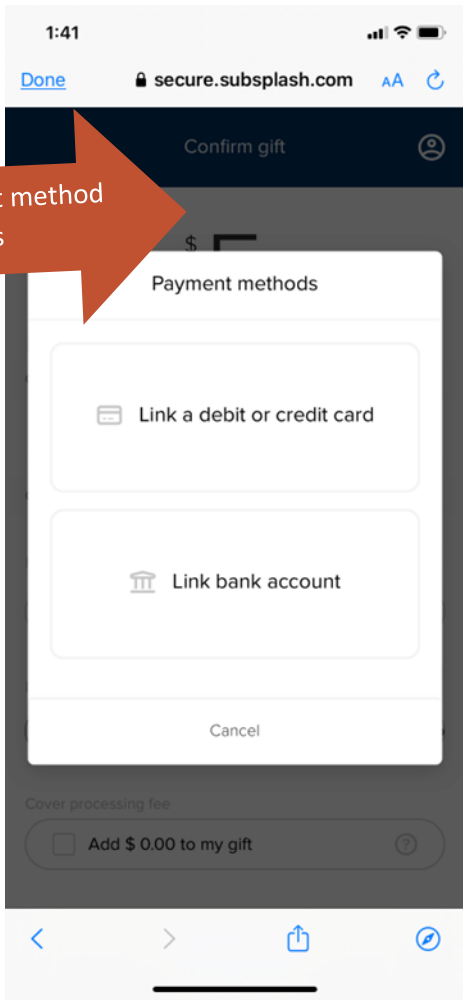 1:41
Done secure.subsplash.com AA
Confirm gift
method
$
Payment methods
Link a debit or credit card
Link bank account
Cancel
Cover processing fee
Add $ 0.00 to my gift
?